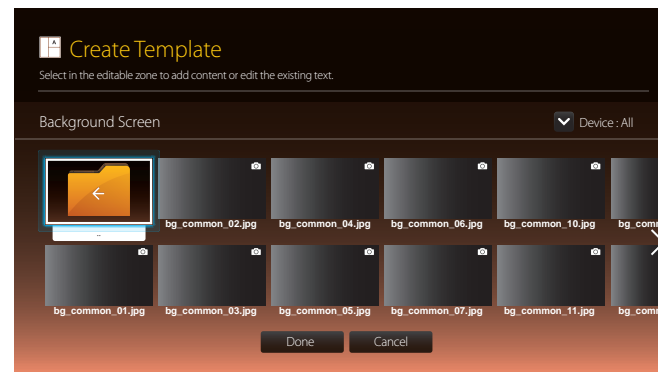 Create Template
Select in the editable zone to add content or edit the existing text.
Background Screen
Device : All
bg_common_02.jpg bg_common_04.jpg bg_common_06.jpg bg_common_10.jpg bg_com
..
bg_common_01.jpg bg_common_03.jpg bg_common_05.jpg bg_common_07.jpg bg_common_11.jpg bg_com
Done Cancel